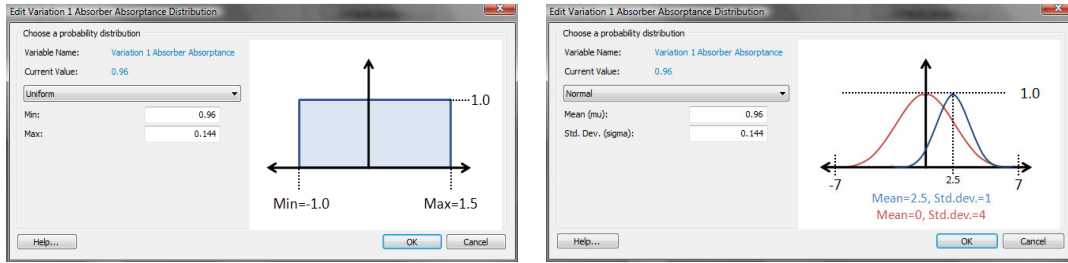 Edit Variation 1 Absorber Absorptance Distribution
Choose a probability distribution
Variable Name: Variation 1 Absorber Absorptance
Current Value: 0.96
Uniform
Min: 0.96
Max: 0.144
1.0
Min=-1.0 Max=1.5
Help... OK Cancel
Edit Variation 1 Absorber Absorptance Distribution
Choose a probability distribution
Variable Name: Variation 1 Absorber Absorptance
Current Value: 0.96
Normal
Mean (mu): 0.96
Std. Dev. (sigma): 0.144
1.0
-7 2.5 7
Mean=2.5, Std.dev.=1
Mean=0, Std.dev.=4
Help... OK Cancel